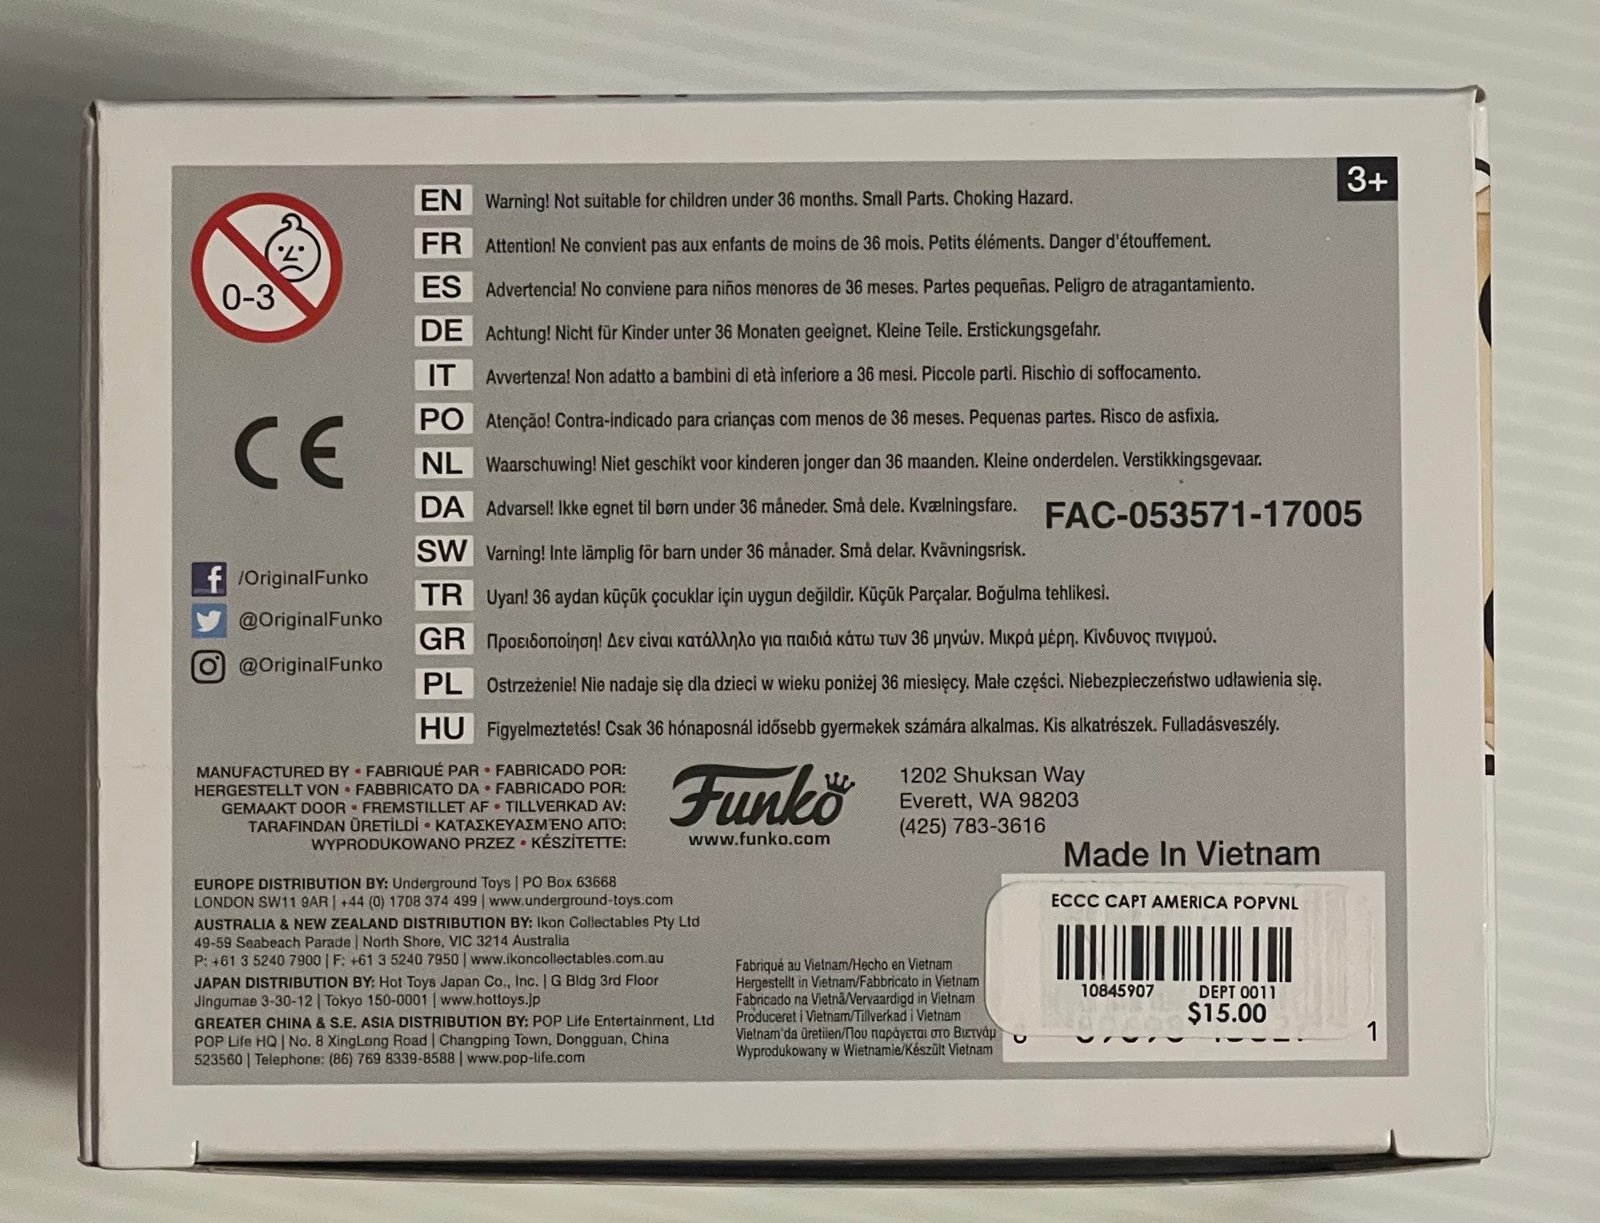 3+
0-3
EN Warning! Not suitable for children under 36 months. Small Parts. Choking Hazard.
FR Attention! Ne convient pas aux enfants de moins de 36 mois. Petits éléments. Danger d'étouffement.
ES Advertencia! No conviene para niños menores de 36 meses. Partes pequeñas. Peligro de atragantamiento.
DE Achtung! Nicht für Kinder unter 36 Monaten geeignet. Kleine Teile. Erstickungsgefahr.
IT Avvertenza! Non adatto a bambini di età inferiore a 36 mesi. Piccole parti. Rischio di soffocamento.
PO Atenção! Contra-indicado para crianças com menos de 36 meses. Pequenas partes. Risco de asfixia.
NL Waarschuwing! Niet geschikt voor kinderen jonger dan 36 maanden. Kleine onderdelen. Verstikkingsgevaar.
DA Advarsel! Ikke egnet til børn under 36 måneder. Små dele. Kvælningsfare.
FAC-053571-17005
SW Varning! Inte lämplig för barn under 36 månader. Små delar. Kvävningsrisk.
TR Uyan! 36 aydan küçük çocuklar için uygun değildir. Küçük Parçalar. Boğulma tehlikesi.
GR Προειδοποίηση! Δεν είναι κατάλληλο για παιδιά κάτω των 36 μηνών. Μικρά μέρη. Κίνδυνος πνιγμού.
PL Ostrzeżenie! Nie nadaje się dla dzieci w wieku poniżej 36 miesięcy. Małe części. Niebezpieczeństwo udławienia się.
HU Figyelmeztetés! Csak 36 hónaposnál idősebb gyermekek számára alkalmas. Kis alkatrészek. Fulladásveszély.
CE
/OriginalFunko
@OriginalFunko
@OriginalFunko
MANUFACTURED BY • FABRIQUÉ PAR • FABRICADO POR:
HERGESTELLT VON • FABBRICATO DA • FABRICADO POR:
GEMAAKT DOOR • FREMSTILLET AF • TILLVERKAD AV:
TARAFINDAN ÜRETİLDİ • ΚΑΤΑΣΚΕΥΑΣΜΈΝΟ ΑΠΌ:
WYPRODUKOWANO PRZEZ • KÉSZÍTETTE:
Funko
www.funko.com
1202 Shuksan Way
Everett, WA 98203
(425) 783-3616
Made In Vietnam
EUROPE DISTRIBUTION BY: Underground Toys | PO Box 63668
LONDON SW11 9AR | +44 (0) 1708 374 499 | www.underground-toys.com
AUSTRALIA & NEW ZEALAND DISTRIBUTION BY: Ikon Collectables Pty Ltd
49-59 Seabeach Parade | North Shore, VIC 3214 Australia
P: +61 3 5240 7900 | F: +61 3 5240 7950 | www.ikoncollectables.com.au
JAPAN DISTRIBUTION BY: Hot Toys Japan Co., Inc. | G Bldg 3rd Floor
Jingumae 3-30-12 | Tokyo 150-0001 | www.hottoys.jp
GREATER CHINA & S.E. ASIA DISTRIBUTION BY: POP Life Entertainment, Ltd
POP Life HQ | No. 8 XingLong Road | Changping Town, Dongguan, China
523560 | Telephone: (86) 769 8339-8588 | www.pop-life.com
Fabriqué au Vietnam/Hecho en Vietnam
Hergestellt in Vietnam/Fabbricato in Vietnam
Fabricado na Vietnã/Vervaardigd in Vietnam
Produceret i Vietnam/Tillverkad i Vietnam
Vietnam'da üretilen/Που παράγεται στο Βιετνάμ
Wyprodukowany w Wietnamie/Készült Vietnam
ECCC CAPT AMERICA POPVNL
10845907 DEPT 0011
$15.00
1